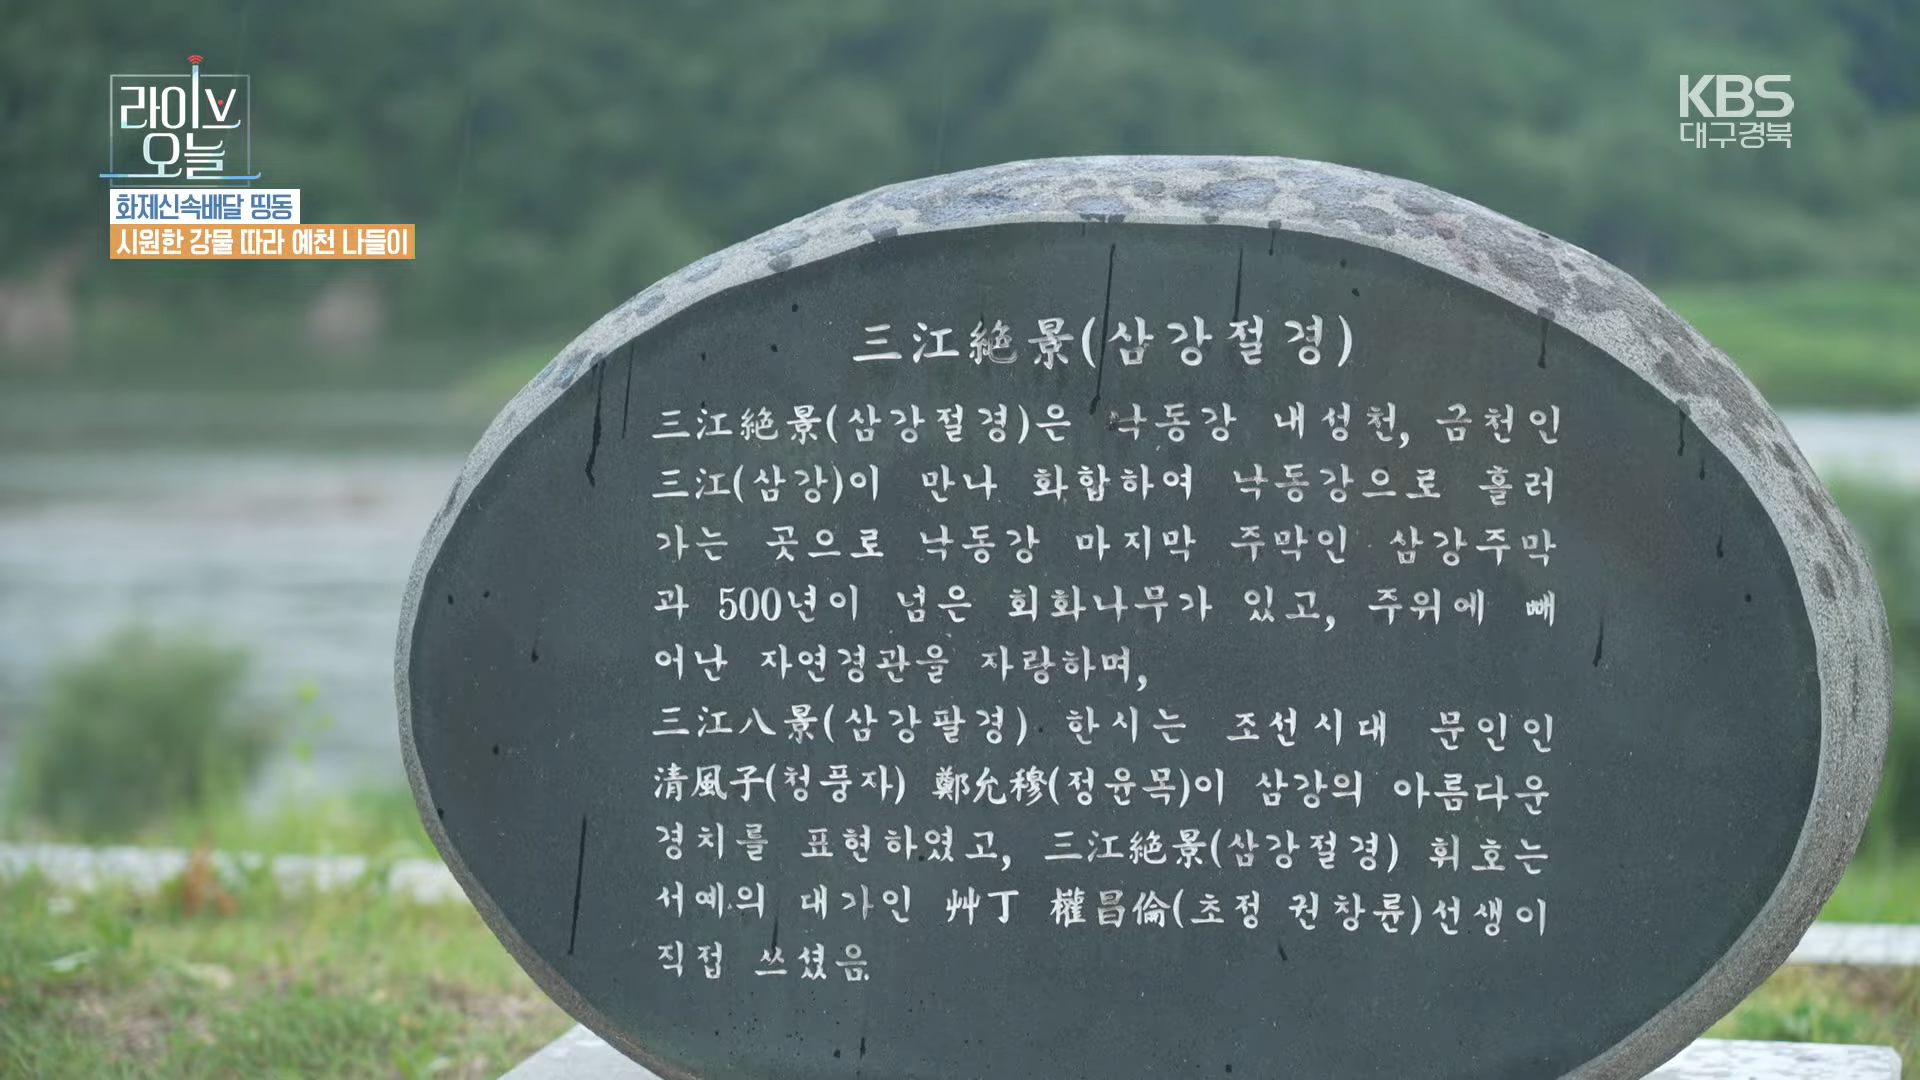 라이브
오늘
화제신속배달 띵동
시원한 강물 따라 예천 나들이
KBS
대구경북
三江絶景(삼강절경)
三江絶景(삼강절경)은 낙동강 내성천, 금천인
三江(삼강)이 만나 화합하여 낙동강으로 흘러
가는 곳으로 낙동강 마지막 주막인 삼강주막
과 500년이 넘은 회화나무가 있고, 주위에 빼
어난 자연경관을 자랑하며,
三江八景(삼강팔경) 한시는 조선시대 문인인
清風子(청풍자) 鄭允穆(정윤목)이 삼강의 아름다운
경치를 표현하였고, 三江絶景(삼강절경) 휘호는
서예의 대가인 艸丁 權昌倫(초정 권창륜)선생이
직접 쓰셨음.